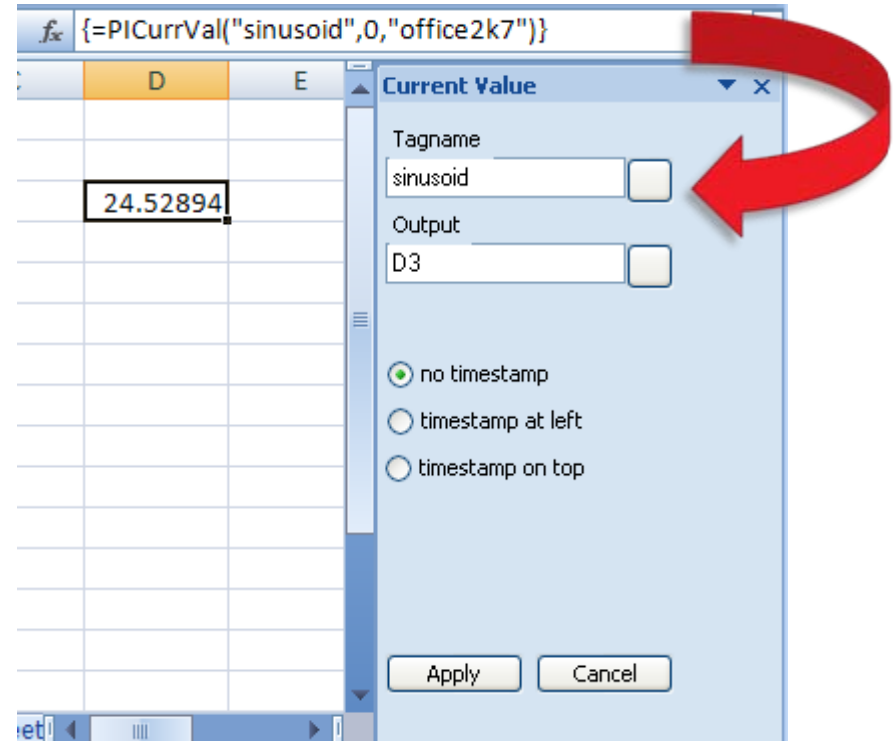 fx {=PICurrVal("sinusoid",0,"office2k7")}
D E
Current Value
Tagname
sinusoid
24.52894
Output
D3
no timestamp
timestamp at left
timestamp on top
Apply Cancel